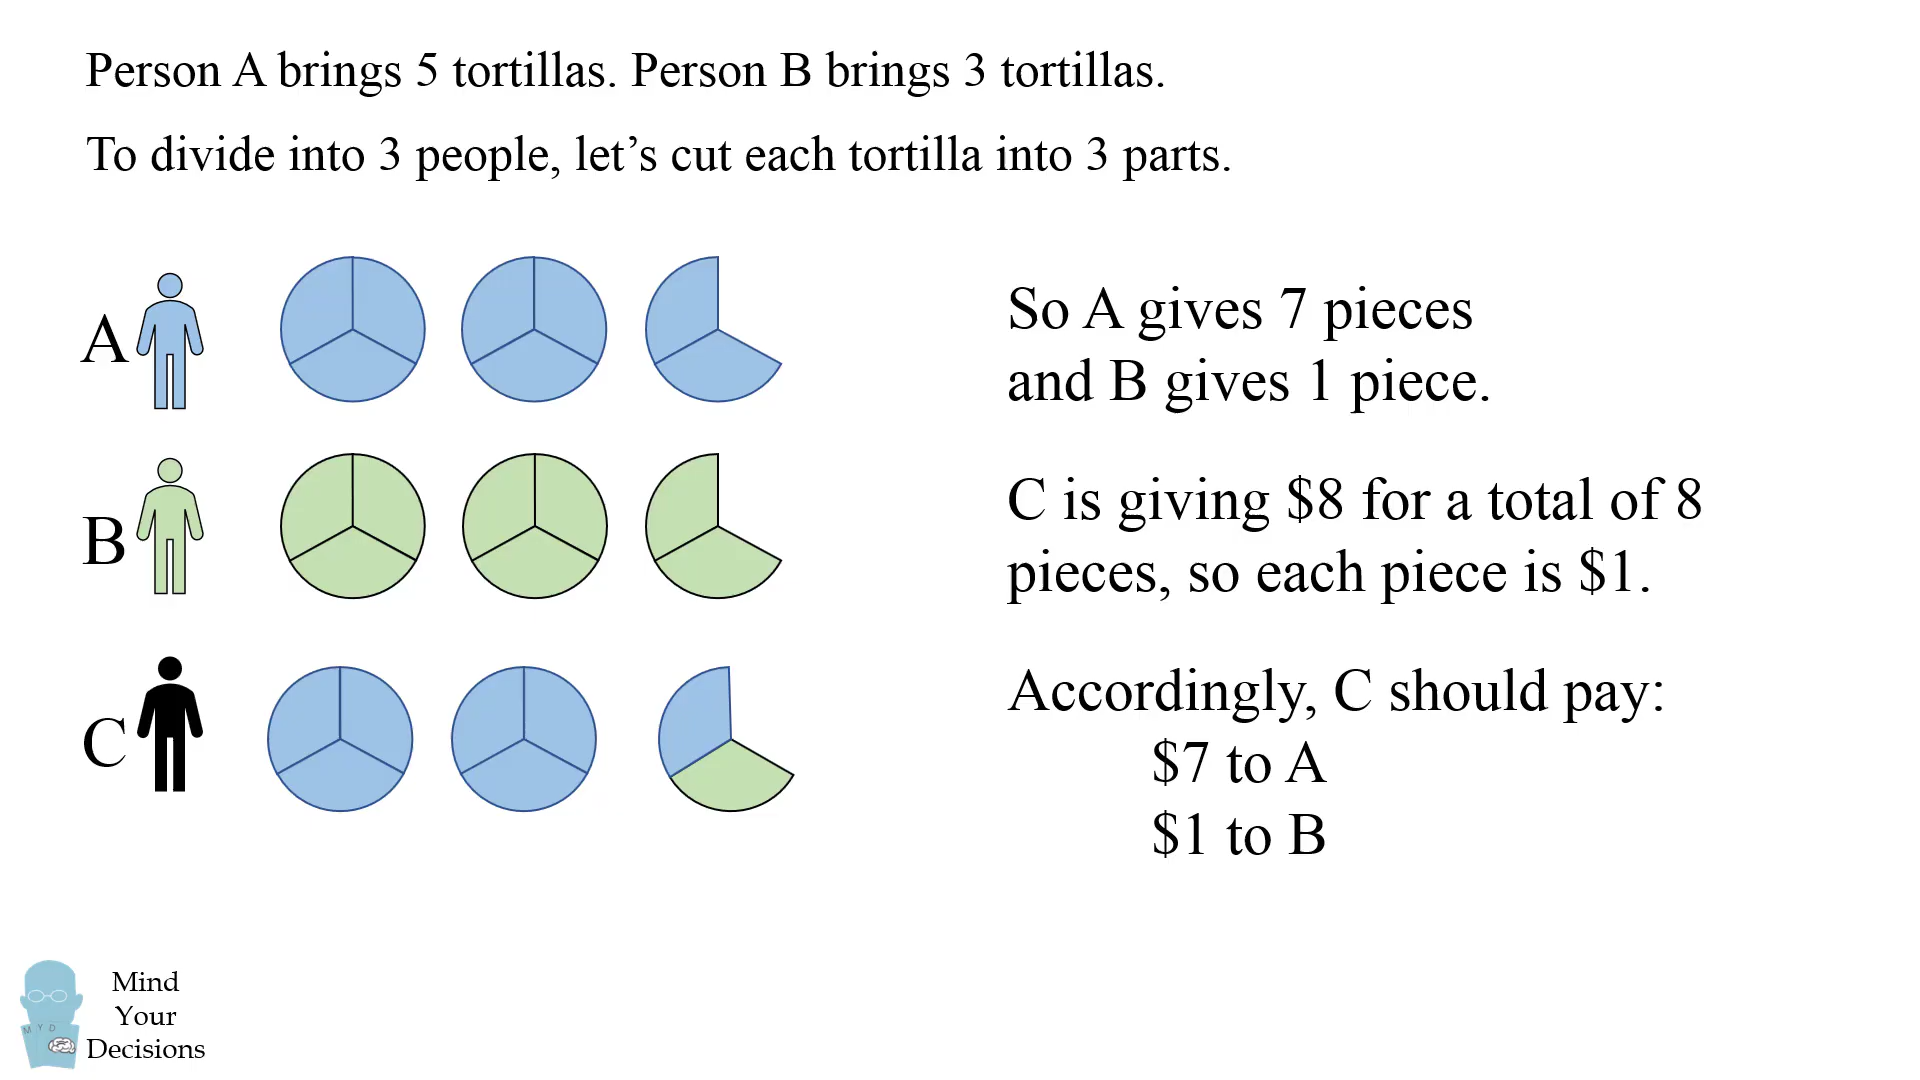 Person A brings 5 tortillas. Person B brings 3 tortillas.
To divide into 3 people, let’s cut each tortilla into 3 parts.
A
B
C
So A gives 7 pieces
and B gives 1 piece.
C is giving $8 for a total of 8
pieces, so each piece is $1.
Accordingly, C should pay:
$7 to A
$1 to B
M Y D
Mind
Your
Decisions